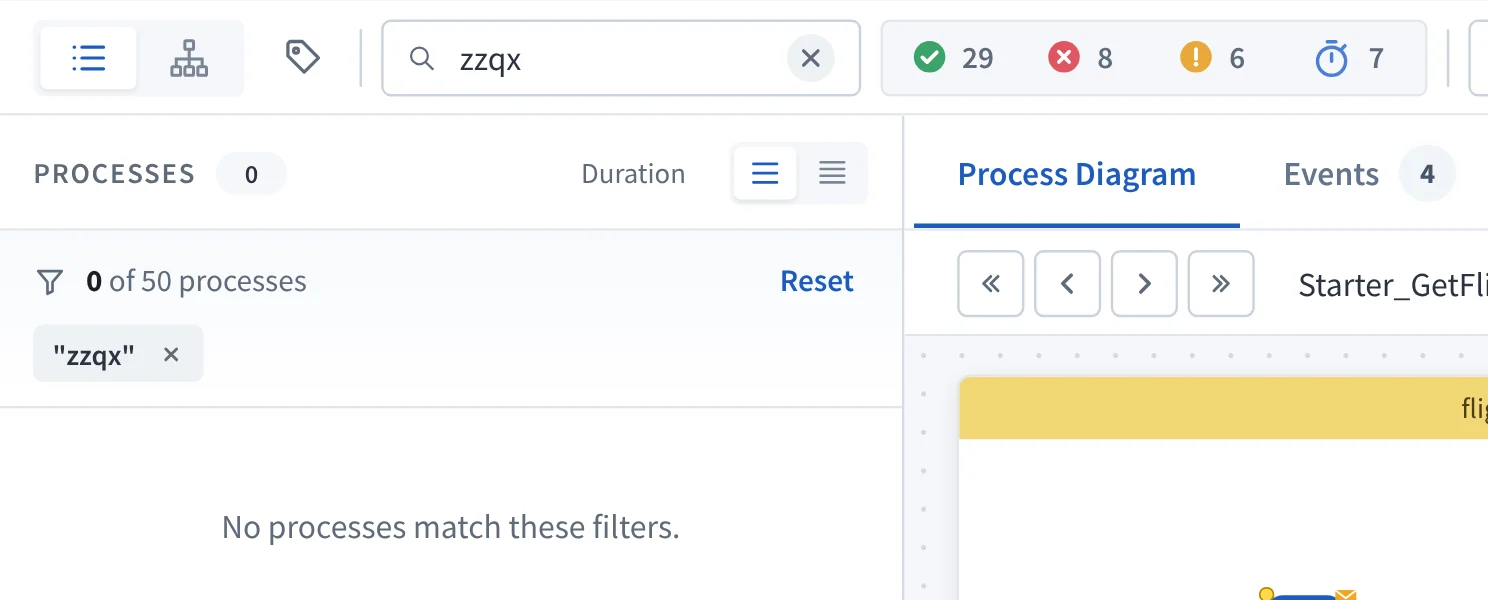 zzqx
29 8 6 7
PROCESSES 0 Duration
Process Diagram Events 4
0 of 50 processes Reset
"zzqx"
Starter_GetFli
No processes match these filters.